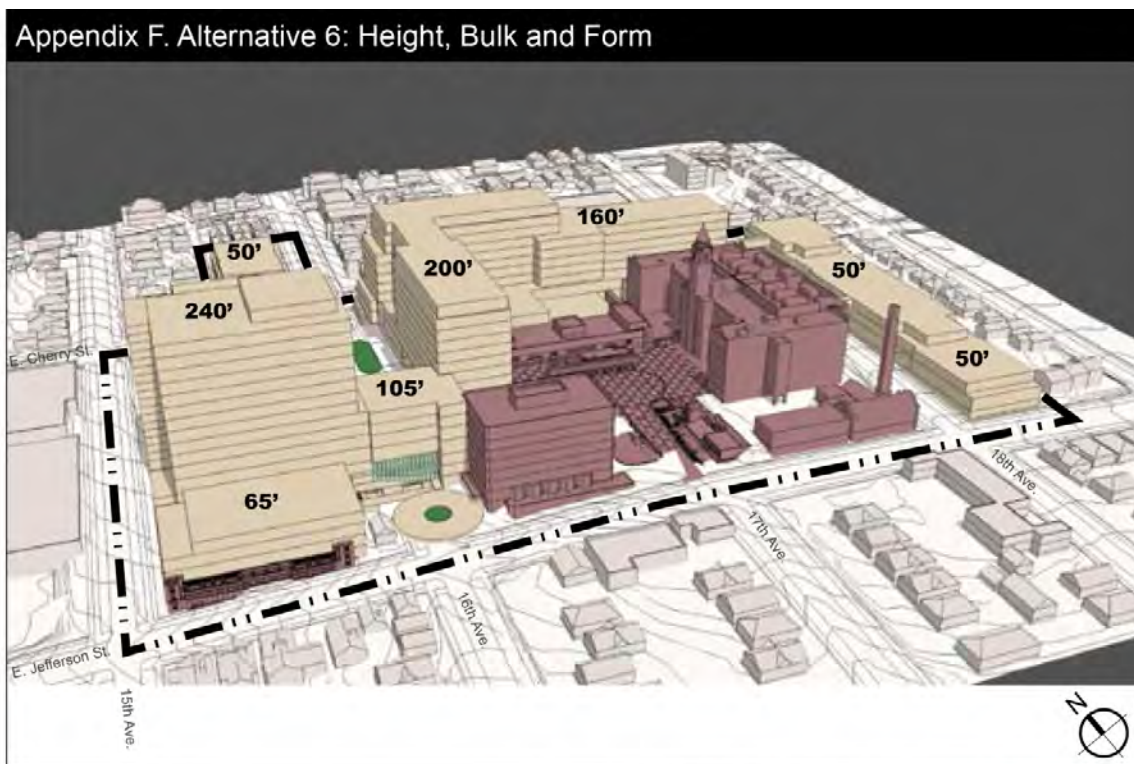 Appendix F. Alternative 6: Height, Bulk and Form
160'
50'
200'
50'
240'
50'
E. Cherry St.
105'
65'
18th Ave.
17th Ave.
16th Ave.
E. Jefferson St.
15th Ave.
N